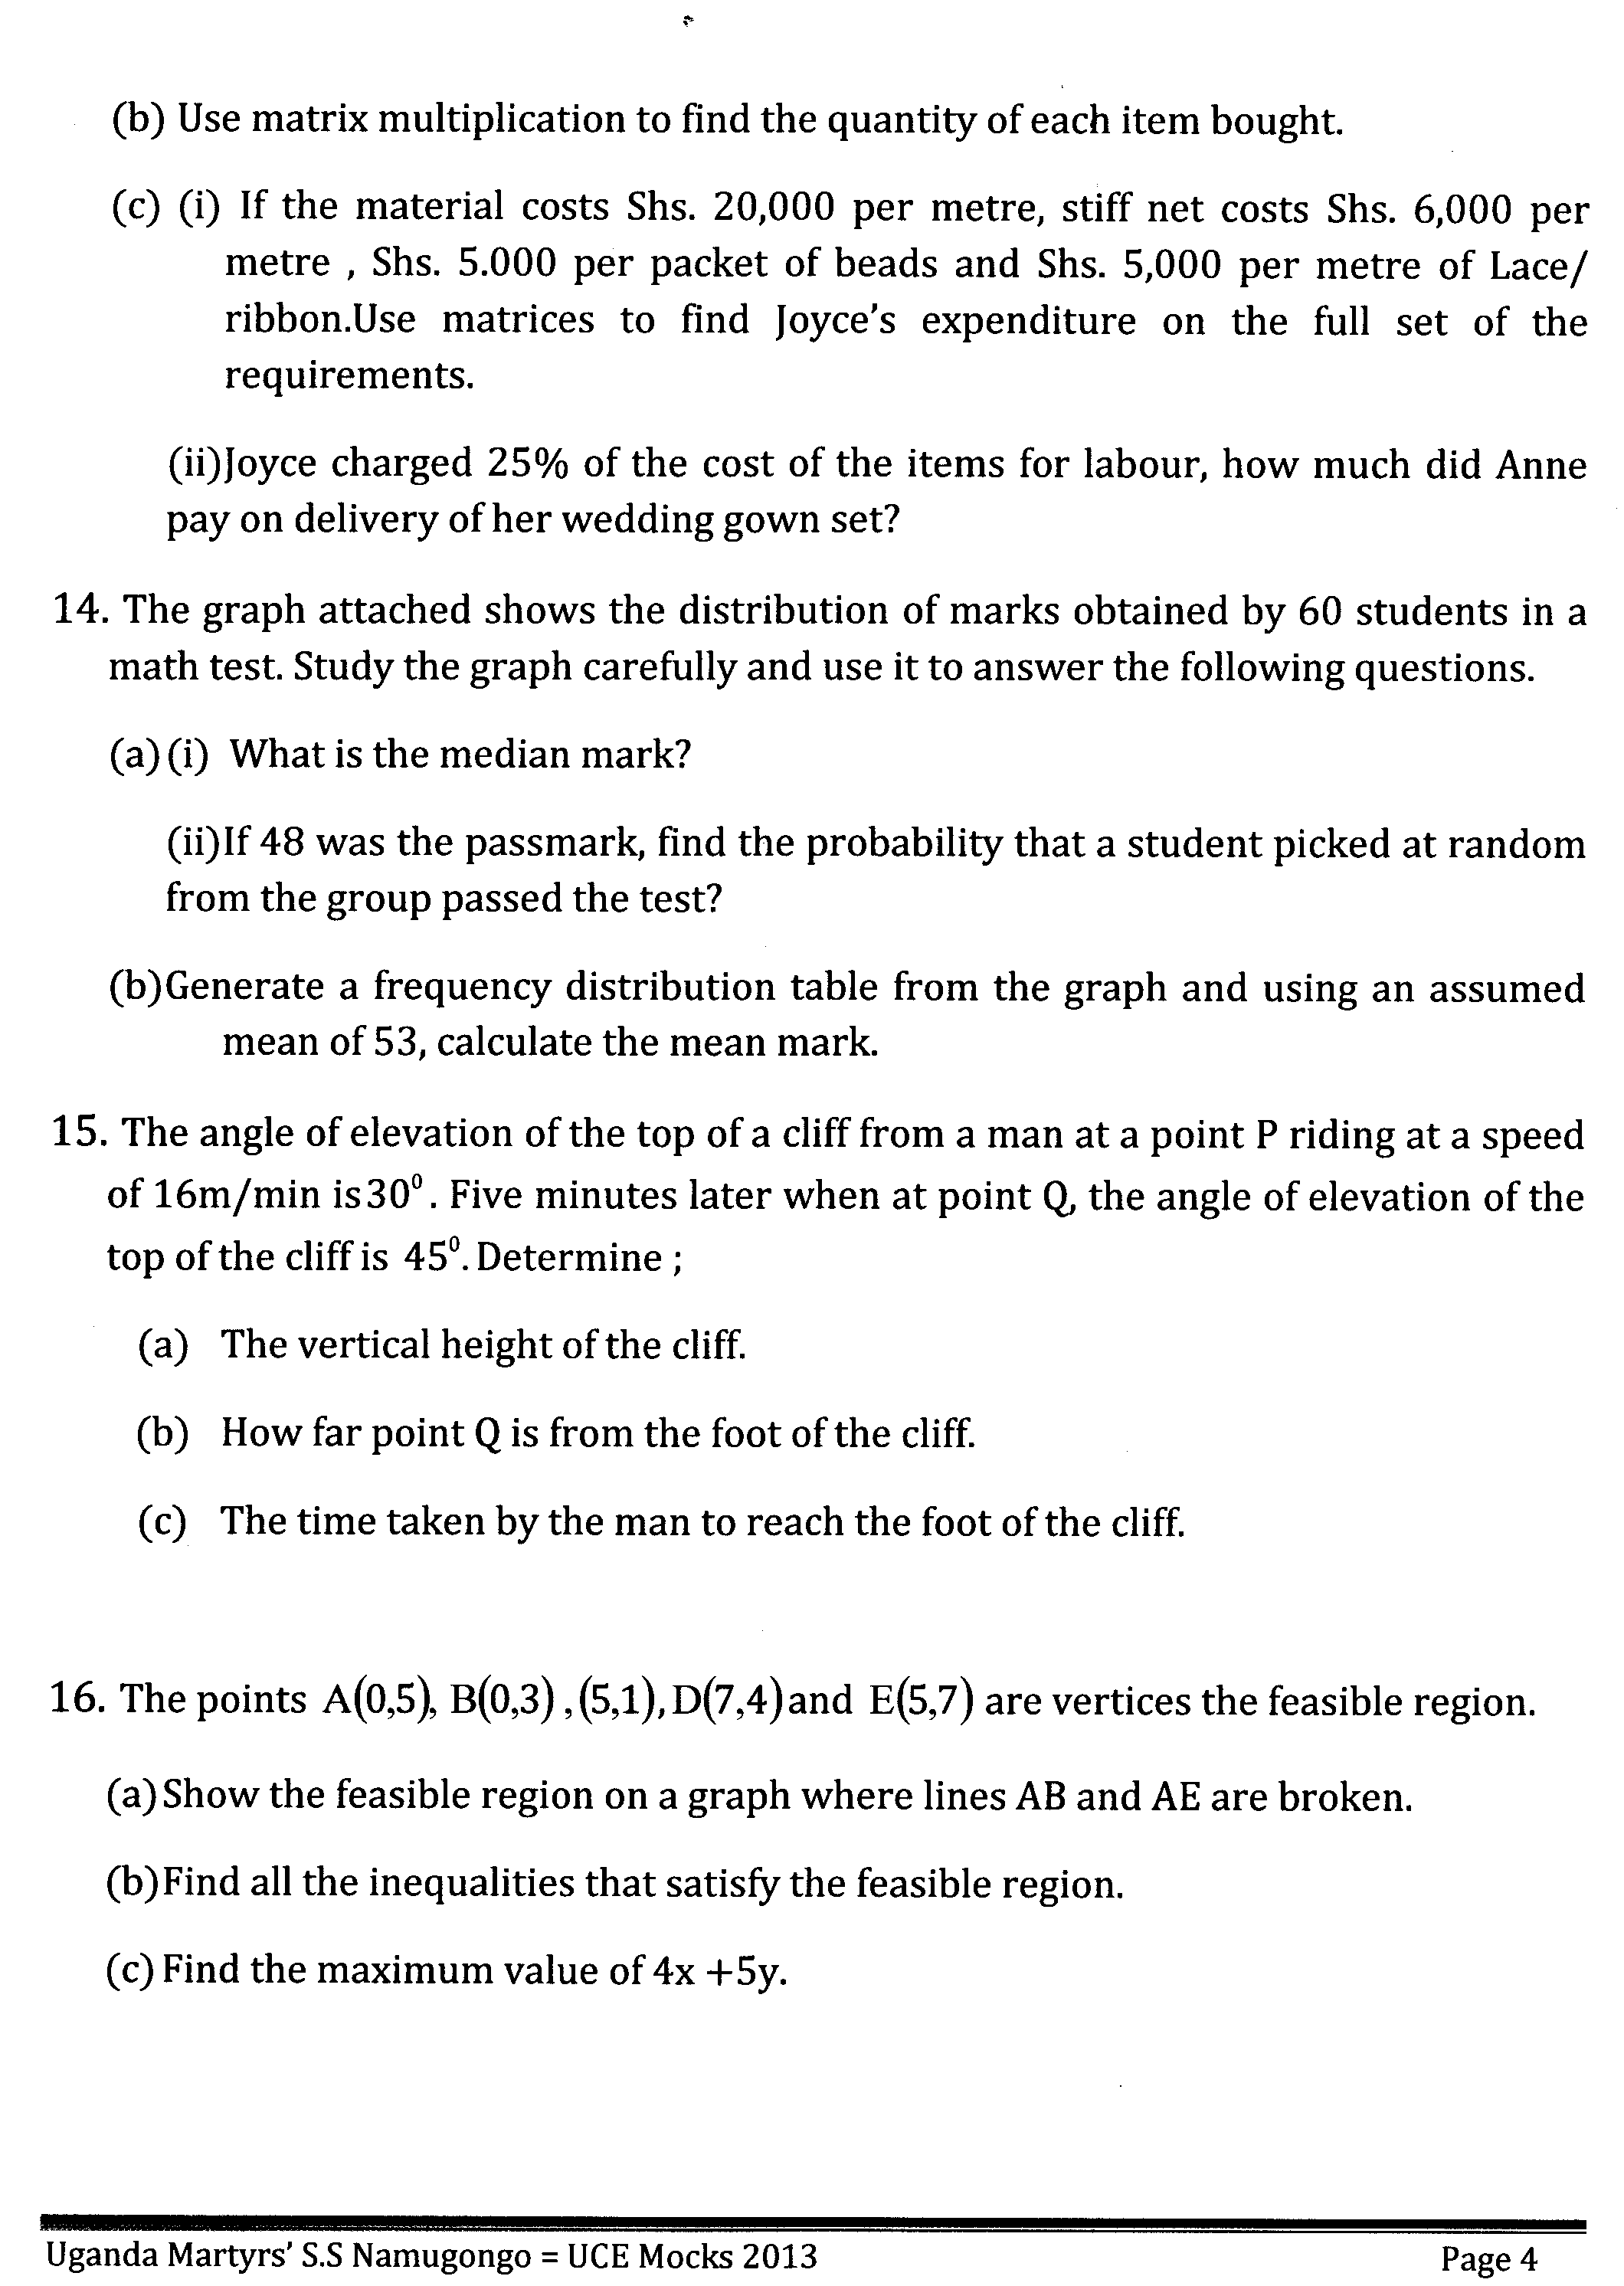 (b) Use matrix multiplication to find the quantity of each item bought.
(c) (i) If the material costs Shs. 20,000 per metre, stiff net costs Shs. 6,000 per
metre , Shs. 5.000 per packet of beads and Shs. 5,000 per metre of Lace/
ribbon.Use matrices to find Joyce's expenditure on the full set of the
requirements.
(ii)Joyce charged 25% of the cost of the items for labour, how much did Anne
pay on delivery of her wedding gown set?
14. The graph attached shows the distribution of marks obtained by 60 students in a
math test. Study the graph carefully and use it to answer the following questions.
(a) (i) What is the median mark?
(ii)If 48 was the passmark, find the probability that a student picked at random
from the group passed the test?
(b)Generate a frequency distribution table from the graph and using an assumed
mean of 53, calculate the mean mark.
15. The angle of elevation of the top of a cliff from a man at a point P riding at a speed
of 16m/min is 30⁰ . Five minutes later when at point Q, the angle of elevation of the
top of the cliff is 45⁰. Determine ;
(a) The vertical height of the cliff.
(b) How far point Q is from the foot of the cliff.
(c) The time taken by the man to reach the foot of the cliff.
16. The points A(0,5), B(0,3) , (5,1), D(7,4) and E(5,7) are vertices the feasible region.
(a) Show the feasible region on a graph where lines AB and AE are broken.
(b)Find all the inequalities that satisfy the feasible region.
(c) Find the maximum value of 4x +5y.
Uganda Martyrs' S.S Namugongo = UCE Mocks 2013 Page 4